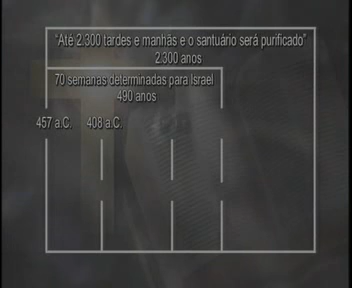 “Até 2.300 tardes e manhãs e o santuário será purificado”
2.300 anos
70 semanas determinadas para Israel
490 anos
457 a.C. 408 a.C.